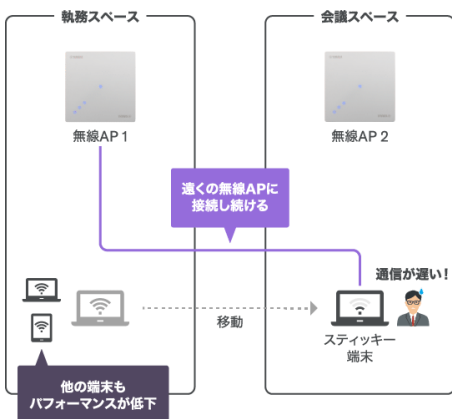 執務スペース
会議スペース
無線AP 1
無線AP 2
遠くの無線APに
接続し続ける
通信が遅い！
移動
スティッキー
端末
他の端末も
パフォーマンスが低下